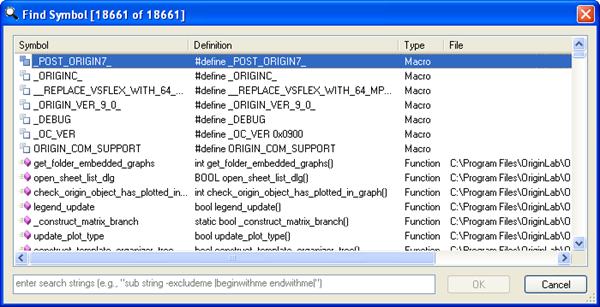 Find Symbol [18661 of 18661]
Symbol Definition Type File
_POST_ORIGIN7_ #define _POST_ORIGIN7_ Macro
_ORIGINC_ #define _ORIGINC_ Macro
__REPLACE_VSFLEX_WITH_64_... #define __REPLACE_VSFLEX_WITH_64_MP... Macro
_ORIGIN_VER_9_0_ #define _ORIGIN_VER_9_0_ Macro
_DEBUG #define _DEBUG Macro
_OC_VER #define _OC_VER 0x0900 Macro
ORIGIN_COM_SUPPORT #define ORIGIN_COM_SUPPORT Macro
get_folder_embedded_graphs int get_folder_embedded_graphs() Function C:\Program Files\OriginLab\O
open_sheet_list_dlg BOOL open_sheet_list_dlg() Function C:\Program Files\OriginLab\O
check_origin_object_has_plotted_in... int check_origin_object_has_plotted_in_graph() Function C:\Program Files\OriginLab\O
legend_update bool legend_update() Function C:\Program Files\OriginLab\O
_construct_matrix_branch static bool _construct_matrix_branch() Function C:\Program Files\OriginLab\O
update_plot_type bool update_plot_type() Function C:\Program Files\OriginLab\O
construct_template_organizer_tree bool construct_template_organizer_tree() Function C:\Program Files\OriginLab\O
enter search strings (e.g., "sub string -excludeme |beginwithme endwithme|") OK Cancel